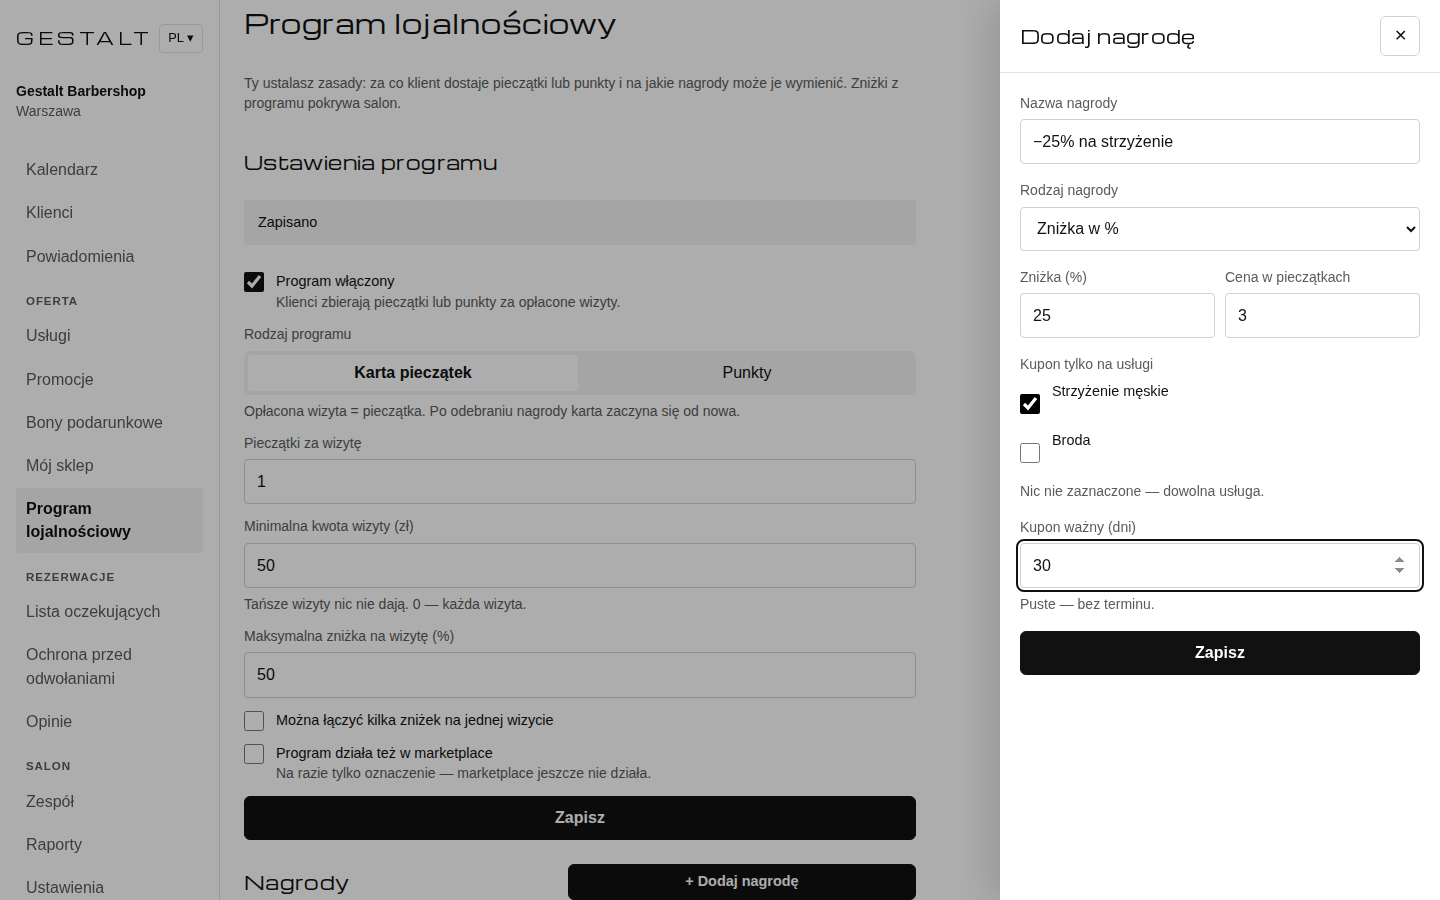 GESTALT
PL ▾
Gestalt Barbershop
Warszawa
Kalendarz
Klienci
Powiadomienia
OFERTA
Usługi
Promocje
Bony podarunkowe
Mój sklep
Program
lojalnościowy
REZERWACJE
Lista oczekujących
Ochrona przed
odwołaniami
Opinie
SALON
Zespół
Raporty
Ustawienia
Program lojalnościowy
Ty ustalasz zasady: za co klient dostaje pieczątki lub punkty i na jakie nagrody może je wymienić. Zniżki z
programu pokrywa salon.
Ustawienia programu
Zapisano
Program włączony
Klienci zbierają pieczątki lub punkty za opłacone wizyty.
Rodzaj programu
Karta pieczątek
Punkty
Opłacona wizyta = pieczątka. Po odebraniu nagrody karta zaczyna się od nowa.
Pieczątki za wizytę
1
Minimalna kwota wizyty (zł)
50
Tańsze wizyty nic nie dają. 0 — każda wizyta.
Maksymalna zniżka na wizytę (%)
50
Można łączyć kilka zniżek na jednej wizycie
Program działa też w marketplace
Na razie tylko oznaczenie — marketplace jeszcze nie działa.
Zapisz
Nagrody
+ Dodaj nagrodę
Dodaj nagrodę
✕
Nazwa nagrody
−25% na strzyżenie
Rodzaj nagrody
Zniżka w %
Zniżka (%)
Cena w pieczątkach
25
3
Kupon tylko na usługi
Strzyżenie męskie
Broda
Nic nie zaznaczone — dowolna usługa.
Kupon ważny (dni)
30
Puste — bez terminu.
Zapisz